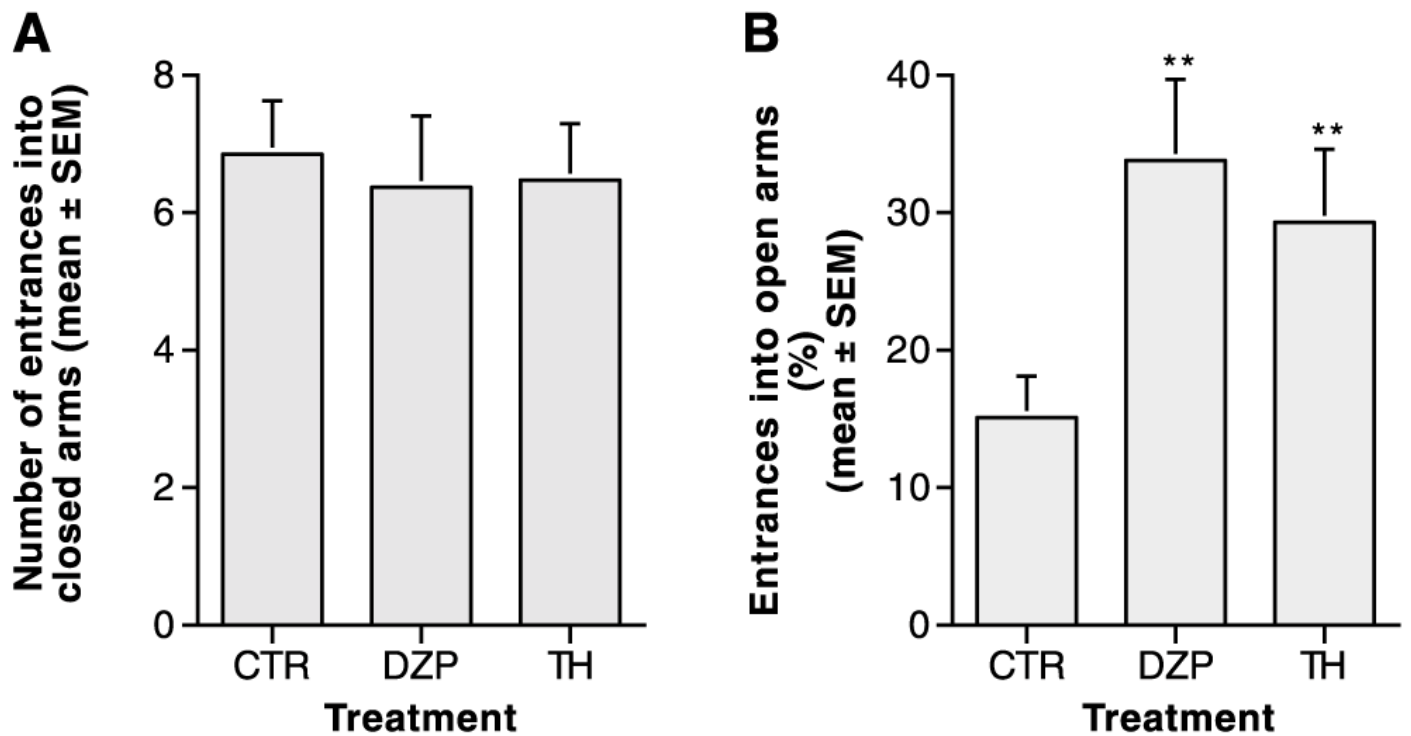 A
Number of entrances into
closed arms (mean ± SEM)
8
6
4
2
0
CTR DZP TH
Treatment
B
Entrances into open arms
(%)
(mean ± SEM)
40
30
20
10
0
**
**
CTR DZP TH
Treatment